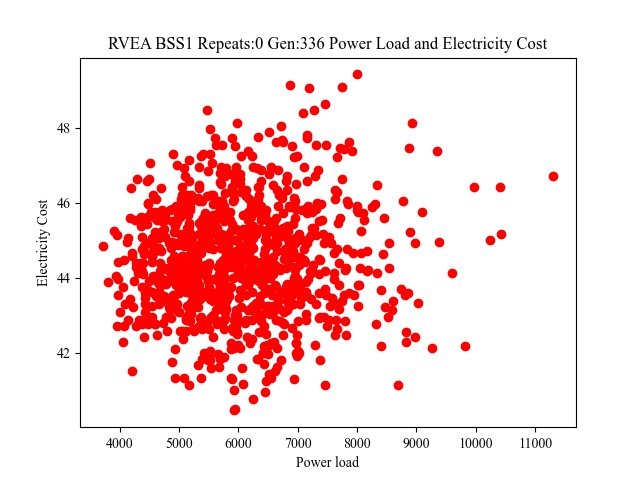 RVEA BSS1 Repeats:0 Gen:336 Power Load and Electricity Cost
48
46
44
42
Electricity Cost
4000 5000 6000 7000 8000 9000 10000 11000
Power load